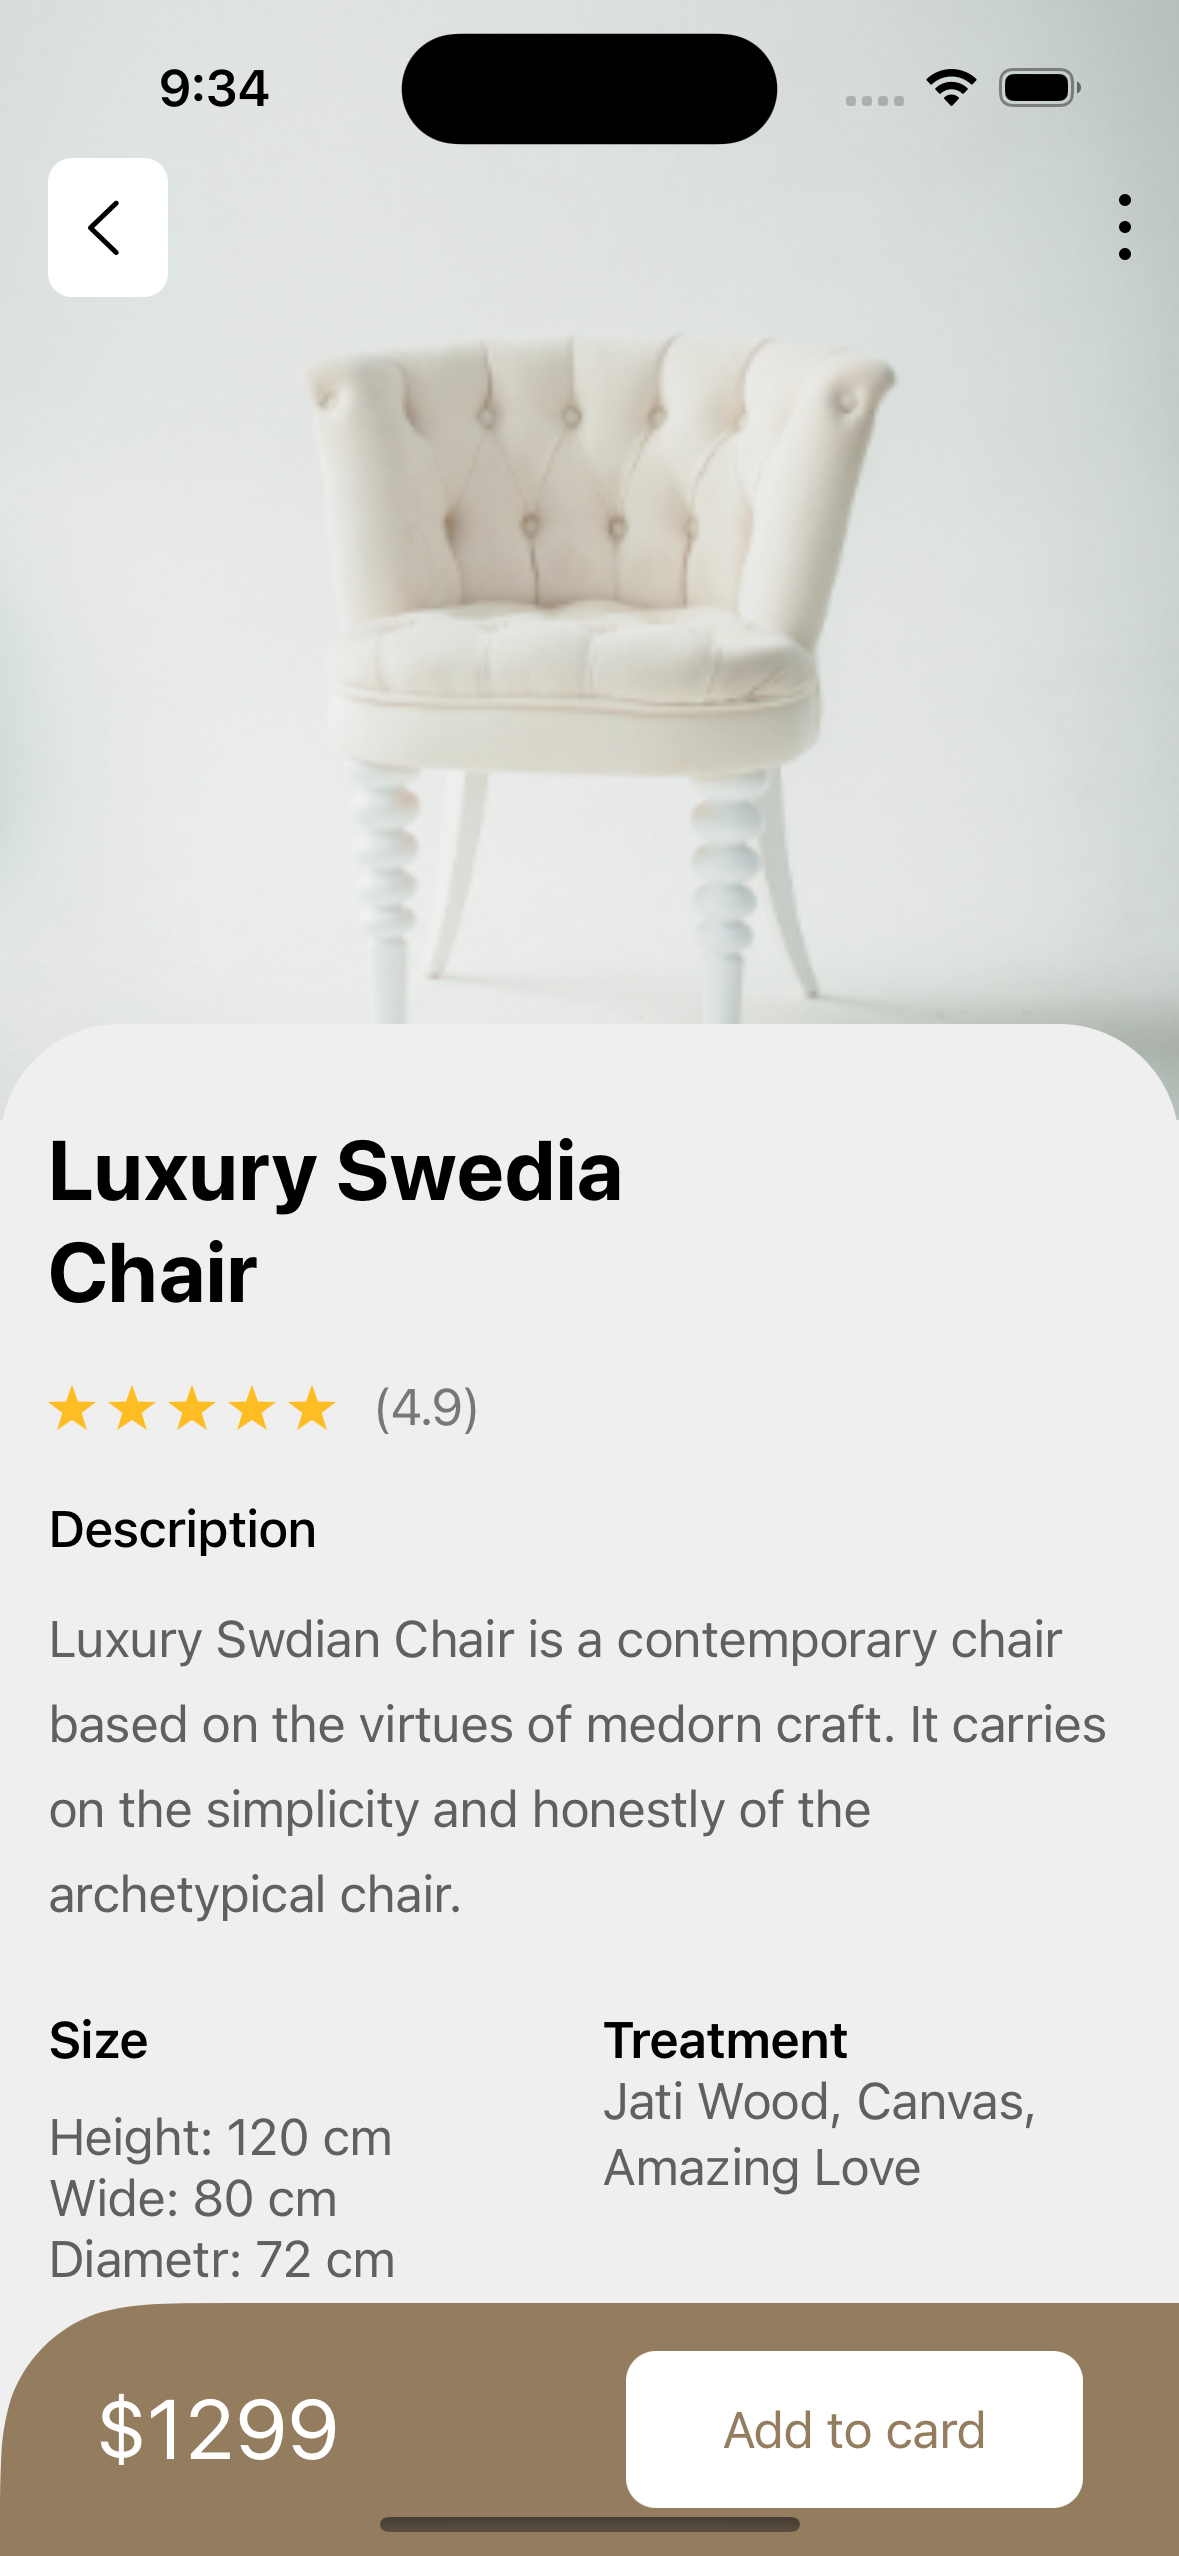 9:34
Luxury Swedia
Chair
(4.9)
Description
Luxury Swdian Chair is a contemporary chair
based on the virtues of medorn craft. It carries
on the simplicity and honestly of the
archetypical chair.
Size
Height: 120 cm
Wide: 80 cm
Diametr: 72 cm
Treatment
Jati Wood, Canvas,
Amazing Love
$1299
Add to card